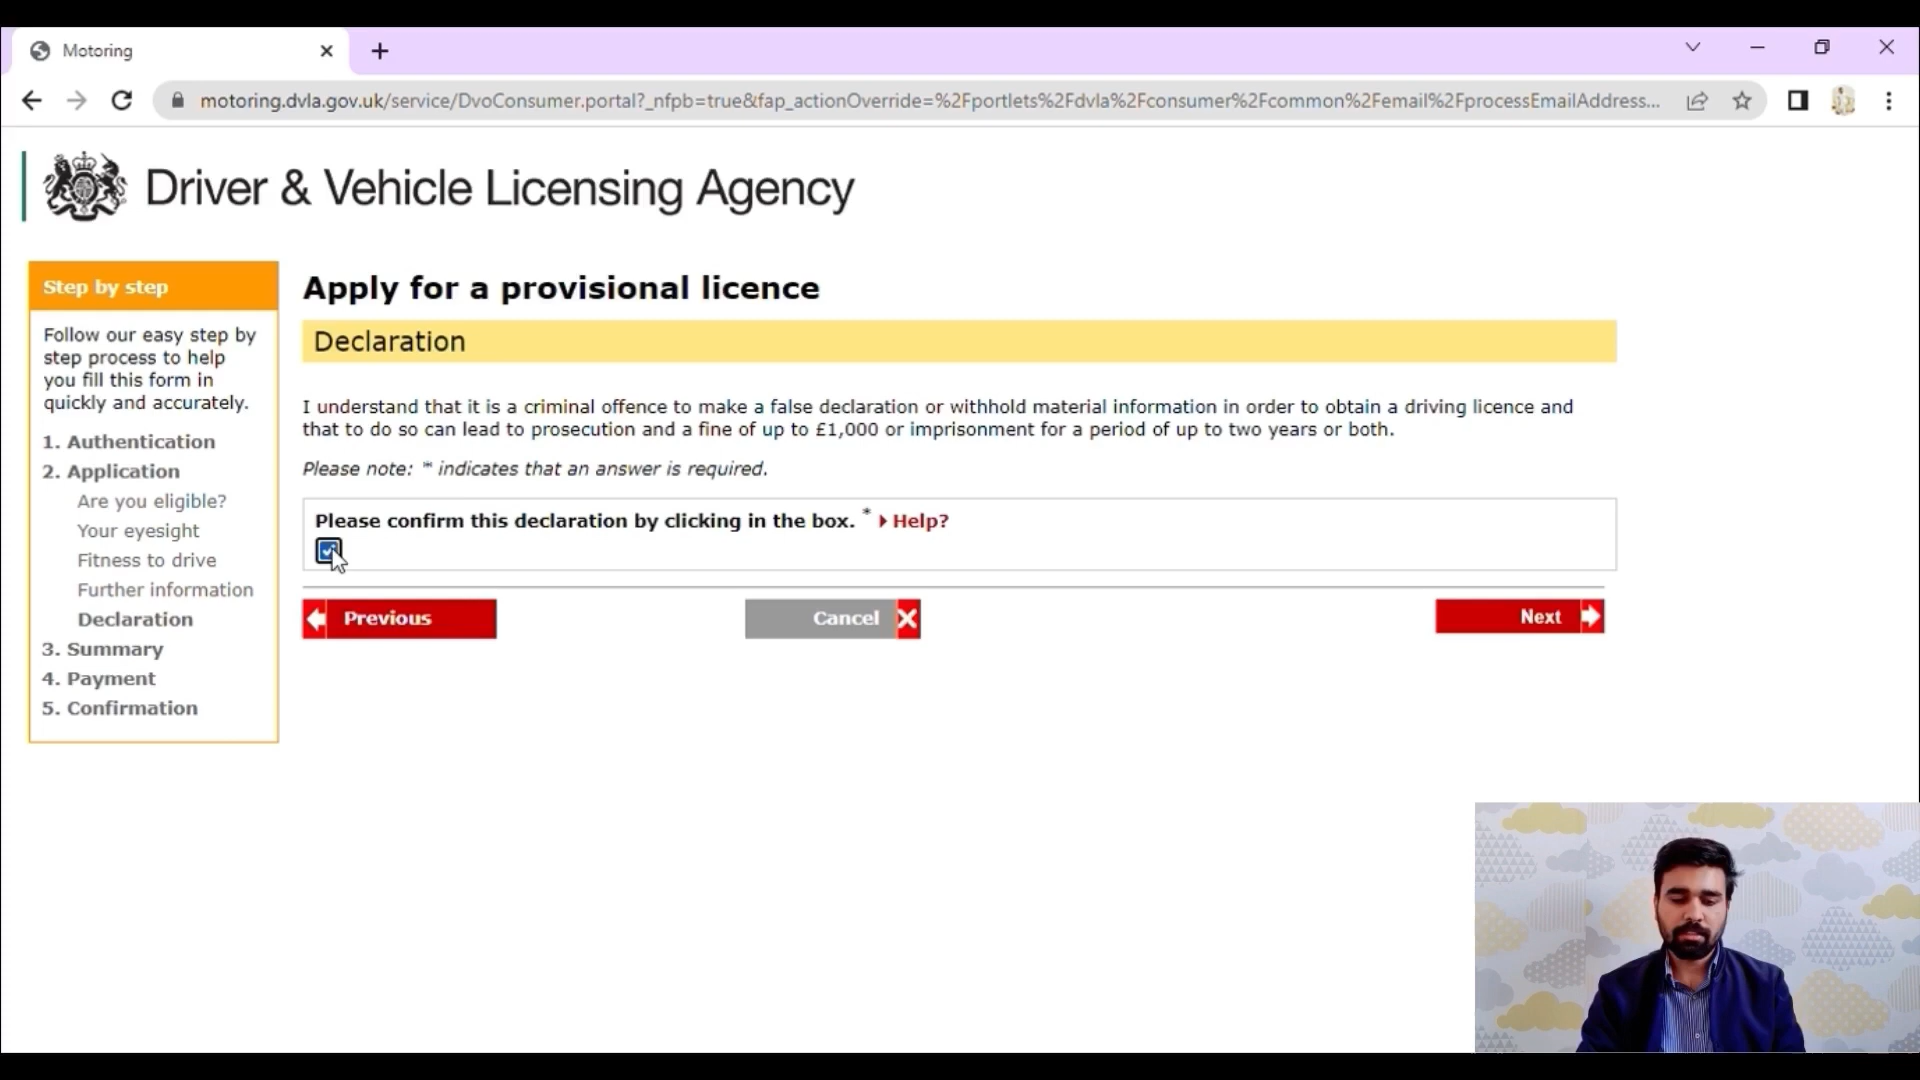 Motoring
motoring.dvla.gov.uk/service/DvoConsumer.portal?_nfpb=true&fap_actionOverride=%2Fportlets%2Fdvla%2Fconsumer%2Fcommon%2Femail%2FprocessEmailAddress...
Driver & Vehicle Licensing Agency
Step by step
Follow our easy step by
step process to help
you fill this form in
quickly and accurately.
1. Authentication
2. Application
Are you eligible?
Your eyesight
Fitness to drive
Further information
Declaration
3. Summary
4. Payment
5. Confirmation
Apply for a provisional licence
Declaration
I understand that it is a criminal offence to make a false declaration or withhold material information in order to obtain a driving licence and
that to do so can lead to prosecution and a fine of up to £1,000 or imprisonment for a period of up to two years or both.
Please note: * indicates that an answer is required.
Please confirm this declaration by clicking in the box. * Help?
Previous
Cancel
Next